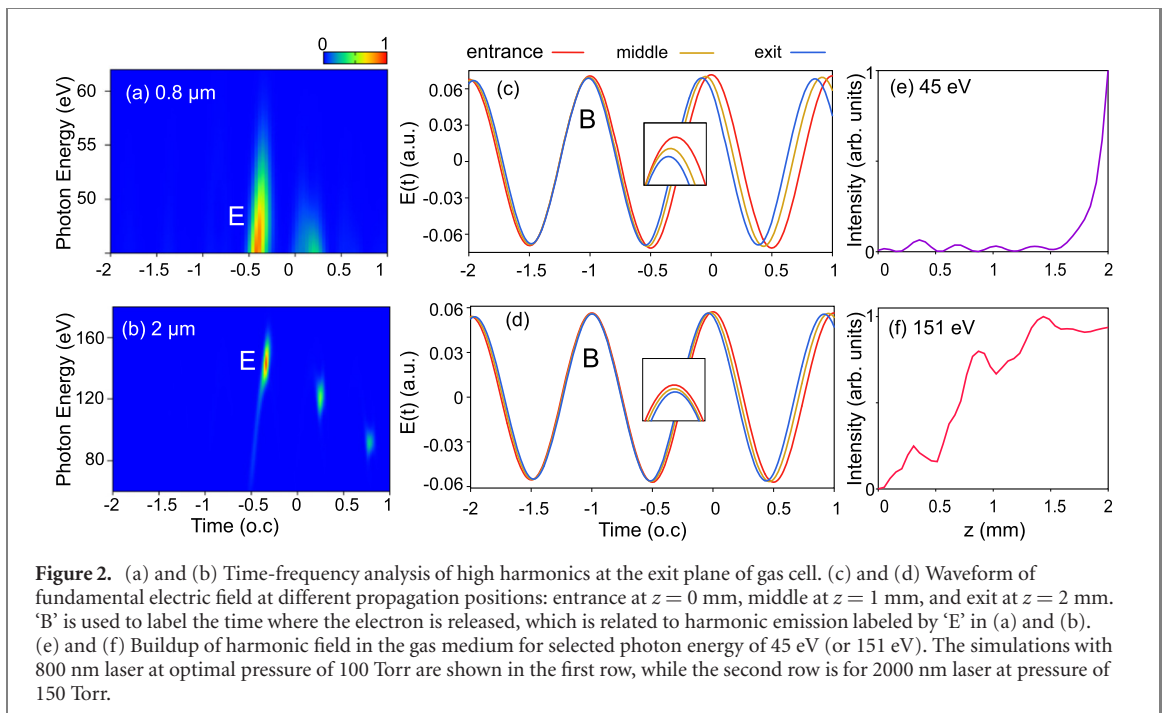 0 1
entrance middle exit
(a) 0.8 μm
E
Photon Energy (eV)
60
55
50
-2 -1.5 -1 -0.5 0 0.5 1
(c)
B
E(t) (a.u.)
0.06
0.03
0
-0.03
-0.06
-2 -1.5 -1 -0.5 0 0.5 1
(e) 45 eV
Intensity (arb. units)
1
0
0 0.5 1 1.5 2
(b) 2 μm
E
Photon Energy (eV)
160
120
80
-2 -1.5 -1 -0.5 0 0.5 1
Time (o.c)
(d)
B
E(t) (a.u.)
0.06
0.03
0
-0.03
-0.06
-2 -1.5 -1 -0.5 0 0.5 1
Time (o.c)
(f) 151 eV
Intensity (arb. units)
1
0
0 0.5 1 1.5 2
z (mm)
Figure 2. (a) and (b) Time-frequency analysis of high harmonics at the exit plane of gas cell. (c) and (d) Waveform of
fundamental electric field at different propagation positions: entrance at z = 0 mm, middle at z = 1 mm, and exit at z = 2 mm.
‘B’ is used to label the time where the electron is released, which is related to harmonic emission labeled by ‘E’ in (a) and (b).
(e) and (f) Buildup of harmonic field in the gas medium for selected photon energy of 45 eV (or 151 eV). The simulations with
800 nm laser at optimal pressure of 100 Torr are shown in the first row, while the second row is for 2000 nm laser at pressure of
150 Torr.